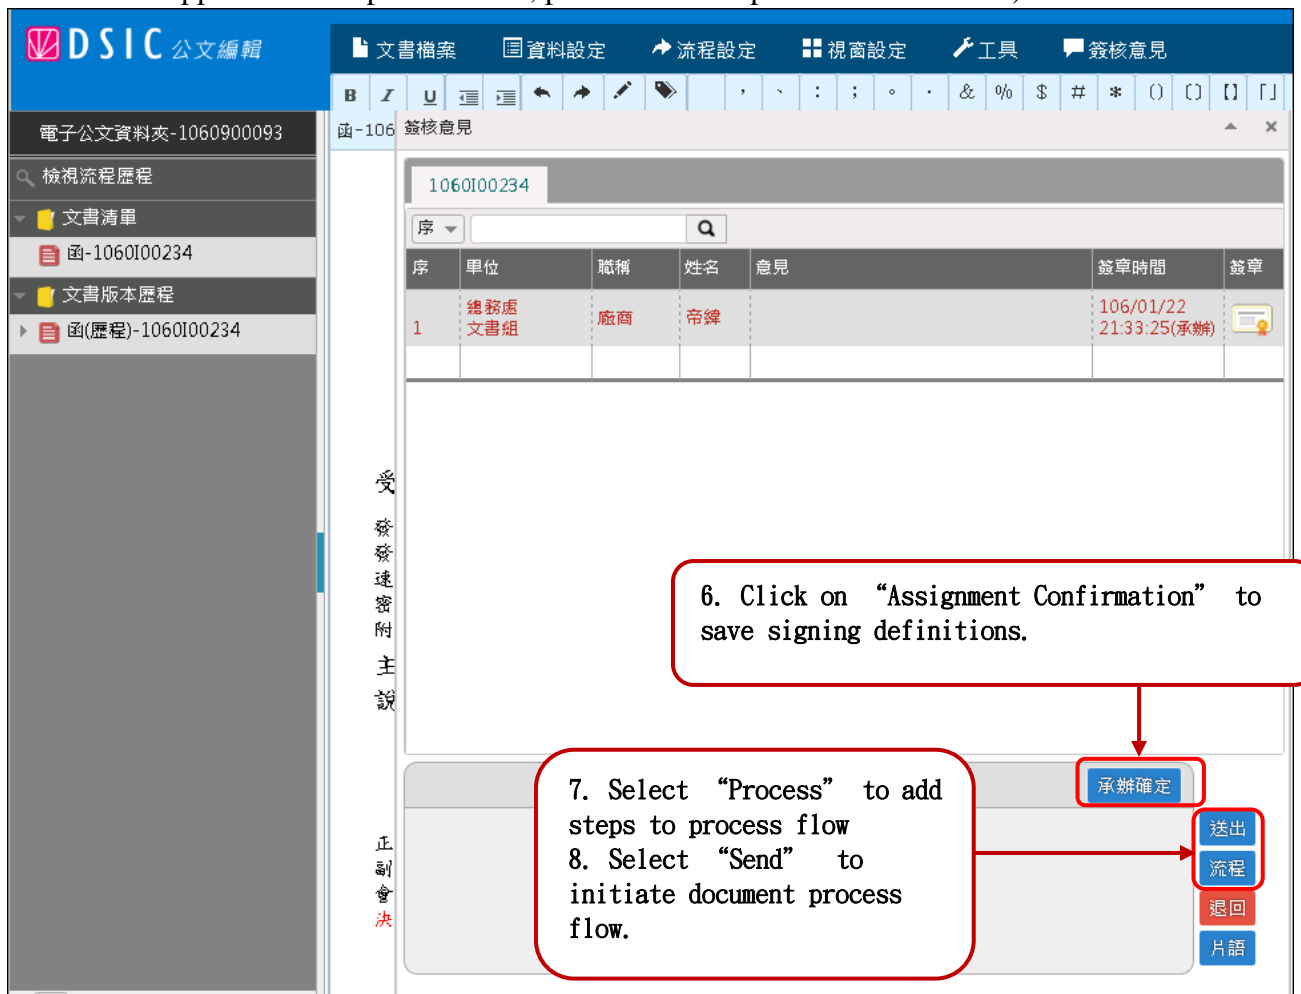 DSIC 公文編輯
文書檔案 資料設定 流程設定 視窗設定 工具 簽核意見
B I U , 、 : ; 。 · & % $ # * () 〔〕 【】 「」
電子公文資料夾-1060900093
函-106 簽核意見
檢視流程歷程
1060I00234
文書清單
序
函-1060I00234
序 單位 職稱 姓名 意見 簽章時間 簽章
文書版本歷程
函(歷程)-1060I00234
1 總務處 文書組 廠商 帝緯 106/01/22 21:33:25(承辦)
受
發
發
速
密
附
主
說
6. Click on “Assignment Confirmation” to
save signing definitions.
承辦確定
7. Select “Process” to add
steps to process flow
8. Select “Send” to
initiate document process
flow.
送出
流程
退回
片語
正
副
會
決